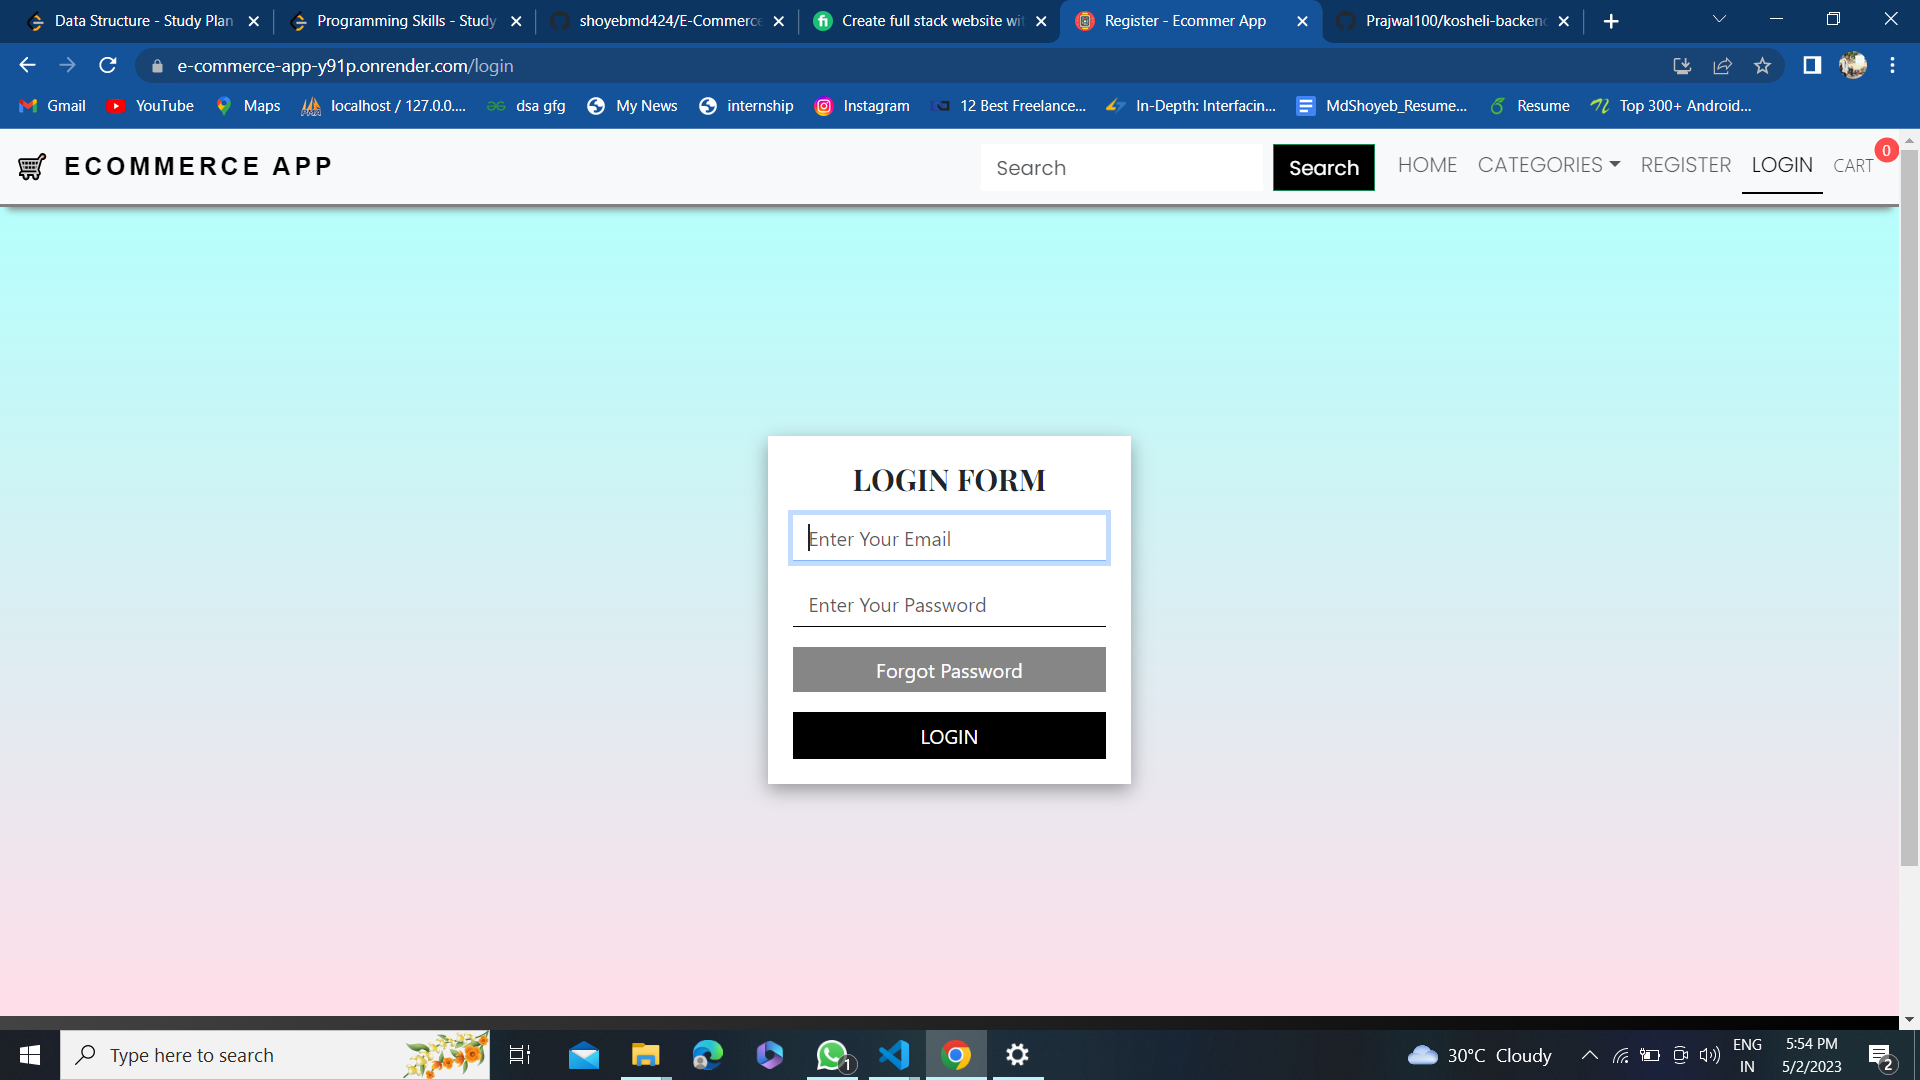 Data Structure - Study Plan
Programming Skills - Study
shoyebmd424/E-Commerce
Create full stack website wit
Register - Ecommer App
Prajwal100/kosheli-backend
e-commerce-app-y91p.onrender.com/login
Gmail
YouTube
Maps
localhost / 127.0.0....
dsa gfg
My News
internship
Instagram
12 Best Freelance...
In-Depth: Interfacin...
MdShoyeb_Resume...
Resume
Top 300+ Android...
ECOMMERCE APP
Search
Search
HOME
CATEGORIES
REGISTER
LOGIN
CART
0
LOGIN FORM
Enter Your Email
Enter Your Password
Forgot Password
LOGIN
Type here to search
1
30°C Cloudy
ENG
IN
5:54 PM
5/2/2023
2